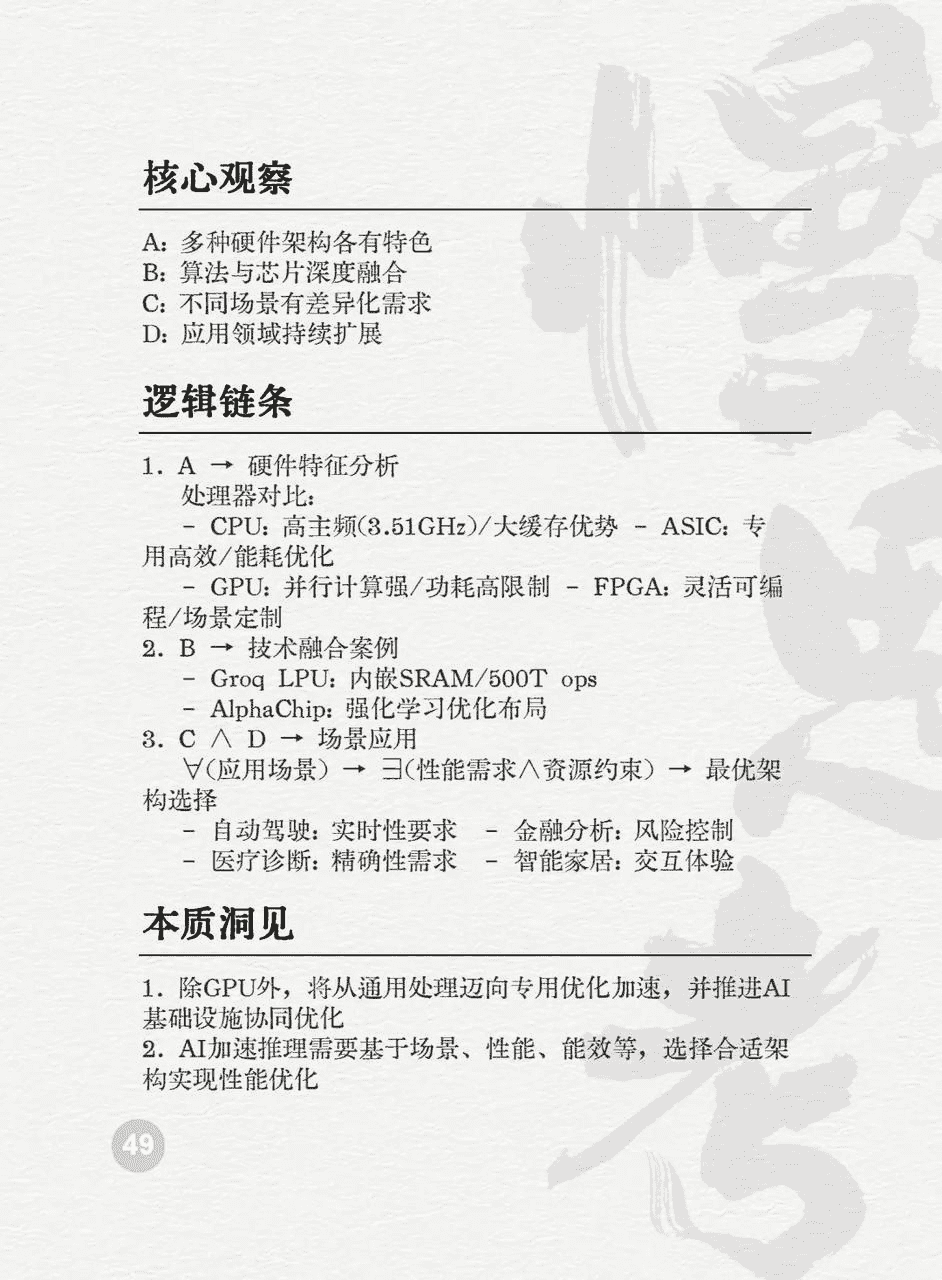 核心观察
A: 多种硬件架构各有特色
B: 算法与芯片深度融合
C: 不同场景有差异化需求
D: 应用领域持续扩展
逻辑链条
1. A → 硬件特征分析
处理器对比:
- CPU: 高主频(3.51GHz)/大缓存优势 - ASIC: 专
用高效/能耗优化
- GPU: 并行计算强/功耗高限制 - FPGA: 灵活可编
程/场景定制
2. B → 技术融合案例
- Groq LPU: 内嵌SRAM/500T ops
- AlphaChip: 强化学习优化布局
3. C ∧ D → 场景应用
∀(应用场景) → ∃(性能需求∧资源约束) → 最优架
构选择
- 自动驾驶: 实时性要求 - 金融分析: 风险控制
- 医疗诊断: 精确性需求 - 智能家居: 交互体验
本质洞见
1. 除GPU外，将从通用处理迈向专用优化加速，并推进AI
基础设施协同优化
2. AI加速推理需要基于场景、性能、能效等，选择合适架
构实现性能优化
49
慢思考